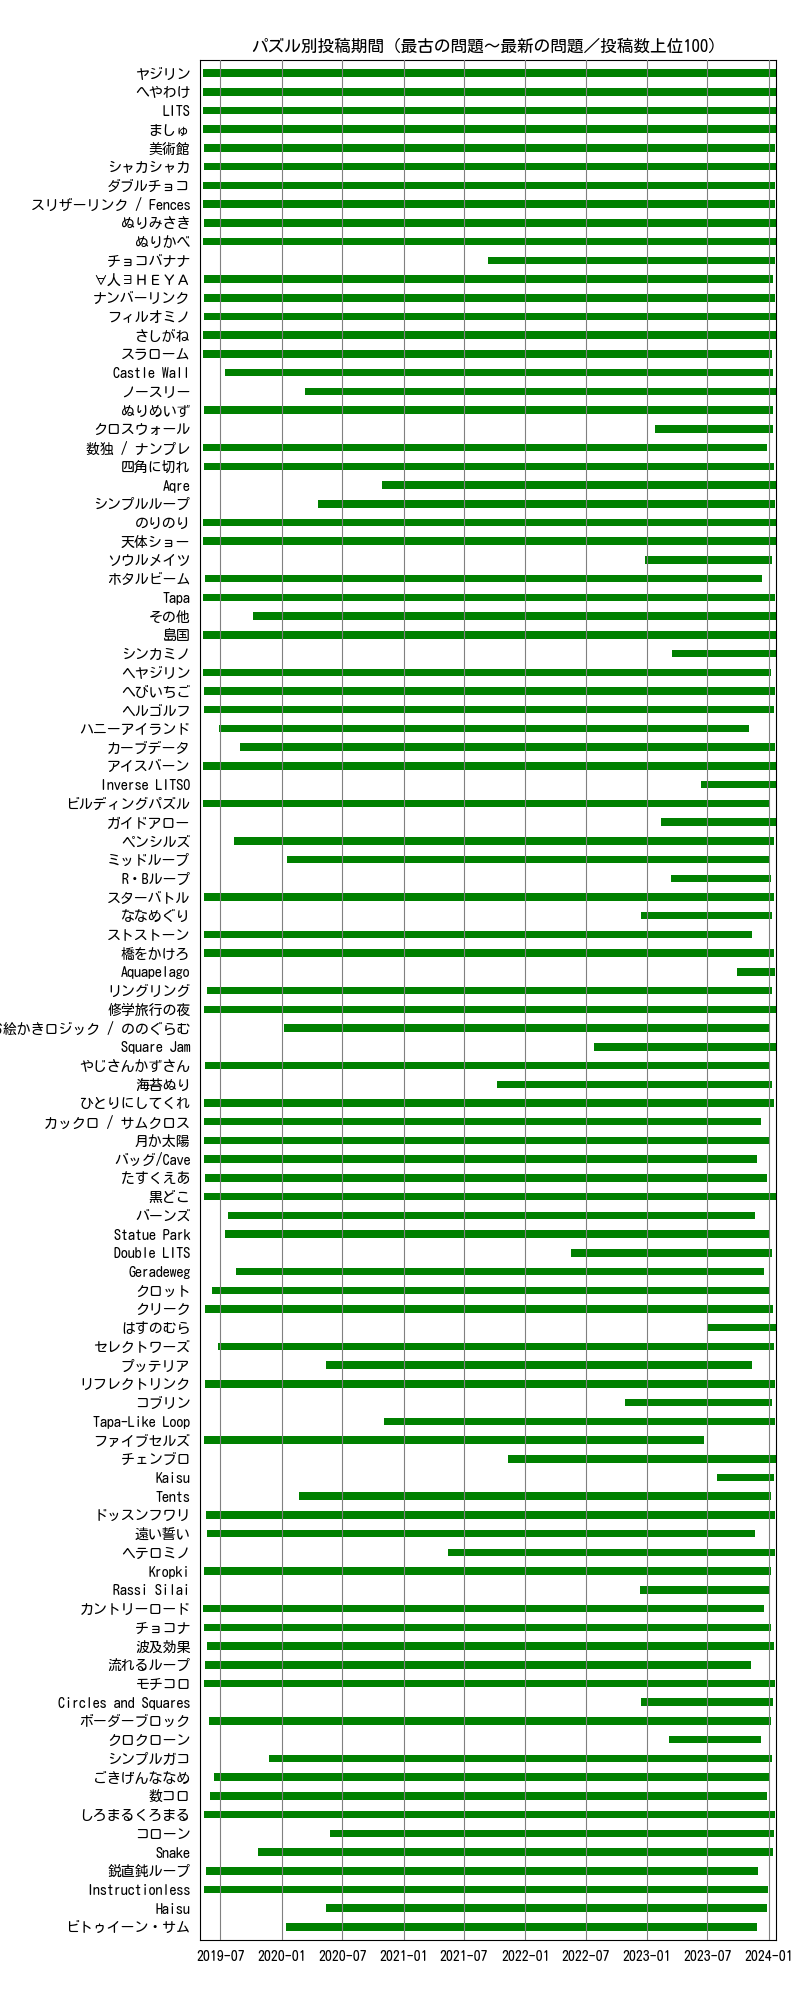 パズル別投稿期間（最古の問題～最新の問題／投稿数上位100）
ヤジリン
へやわけ
LITS
ましゅ
美術館
シャカシャカ
ダブルチョコ
スリザーリンク / Fences
ぬりみさき
ぬりかべ
チョコバナナ
∀人∃ＨＥＹＡ
ナンバーリンク
フィルオミノ
さしがね
スラローム
Castle Wall
ノースリー
ぬりめいず
クロスウォール
数独 / ナンプレ
四角に切れ
Aqre
シンプルループ
のりのり
天体ショー
ソウルメイツ
ホタルビーム
Tapa
その他
島国
シンカミノ
ヘヤジリン
へびいちご
ヘルゴルフ
ハニーアイランド
カーブデータ
アイスバーン
Inverse LITSO
ビルディングパズル
ガイドアロー
ペンシルズ
ミッドループ
R・Bループ
スターバトル
ななめぐり
ストストーン
橋をかけろ
Aquapelago
リングリング
修学旅行の夜
絵かきロジック / ののぐらむ
Square Jam
やじさんかずさん
海苔ぬり
ひとりにしてくれ
カックロ / サムクロス
月か太陽
バッグ/Cave
たすくえあ
黒どこ
バーンズ
Statue Park
Double LITS
Geradeweg
クロット
クリーク
はすのむら
セレクトワーズ
プッテリア
リフレクトリンク
コブリン
Tapa-Like Loop
ファイブセルズ
チェンブロ
Kaisu
Tents
ドッスンフワリ
遠い誓い
ヘテロミノ
Kropki
Rassi Silai
カントリーロード
チョコナ
波及効果
流れるループ
モチコロ
Circles and Squares
ボーダーブロック
クロクローン
シンプルガコ
ごきげんななめ
数コロ
しろまるくろまる
コローン
Snake
鋭直鈍ループ
Instructionless
Haisu
ビトゥイーン・サム
2019-07 2020-01 2020-07 2021-01 2021-07 2022-01 2022-07 2023-01 2023-07 2024-01